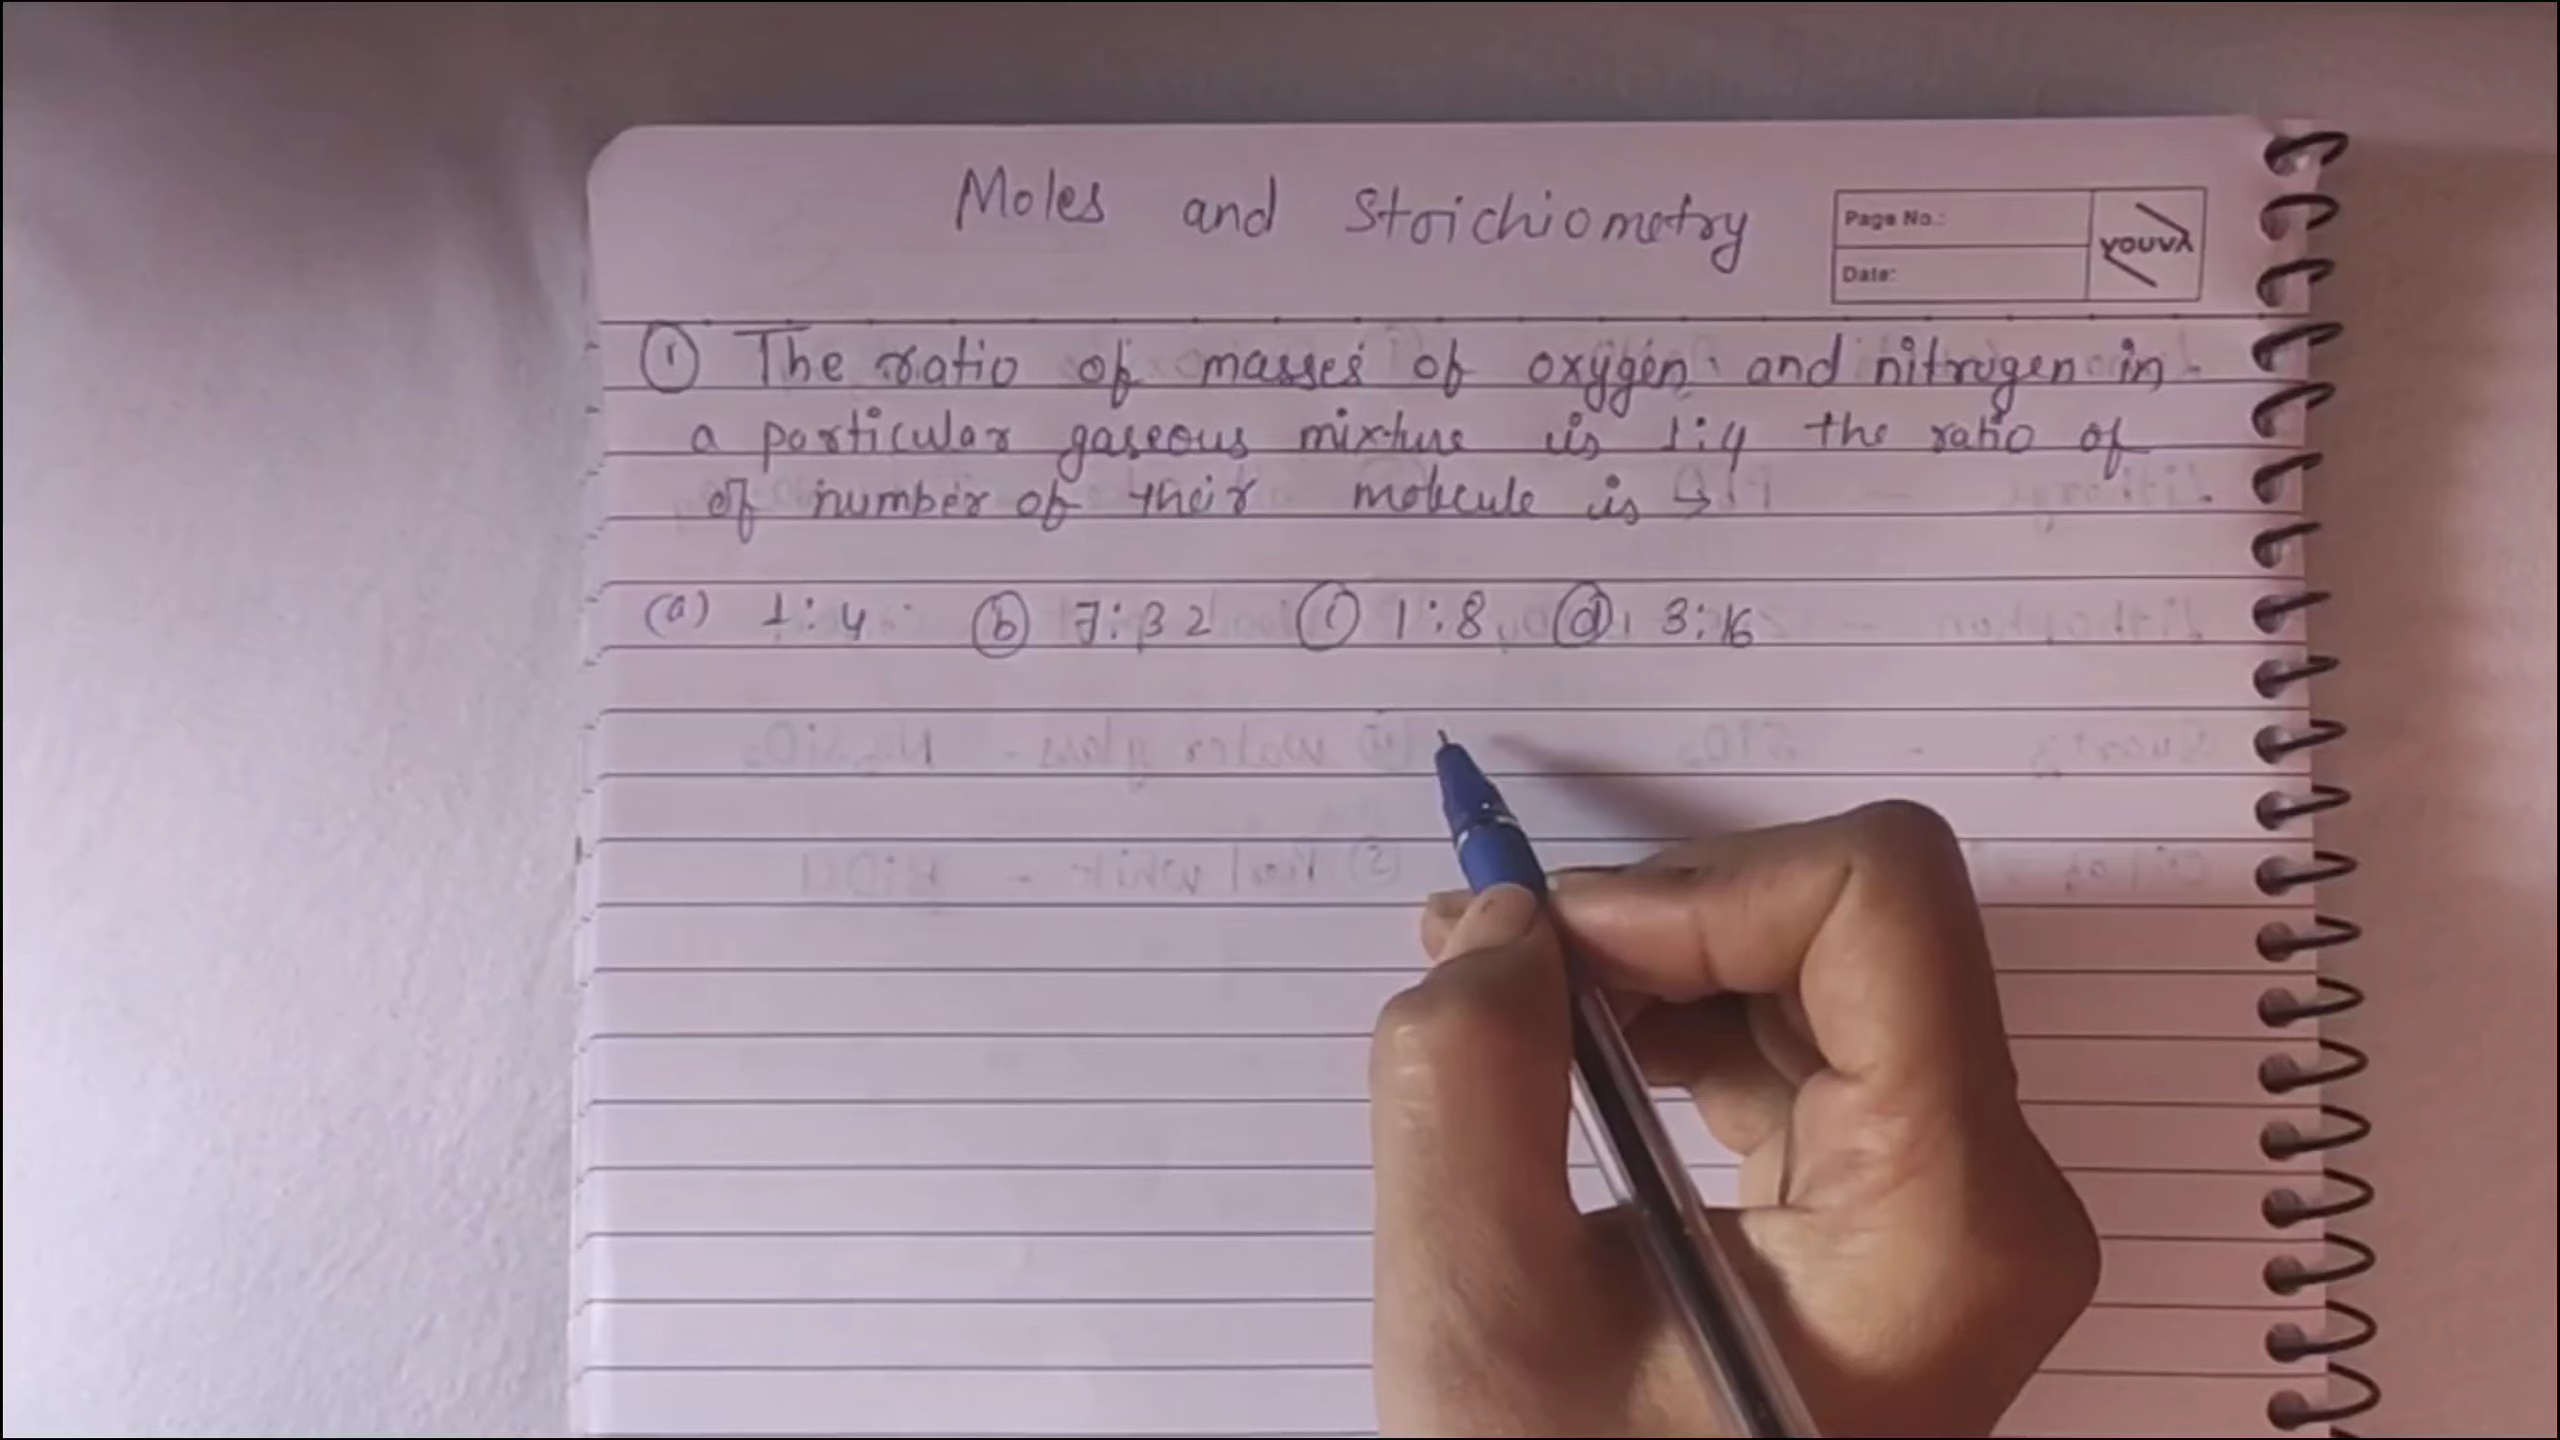 Moles and Stoichiometry
Page No.:
Date:
YOUVA
① The ratio of masses of oxygen and nitrogen in
a particular gaseous mixture is 1:4 the ratio of
of number of their molecule is →
(a) 1:4 ⓑ 7:32 ⓒ 1:8 ⓓ 3:16